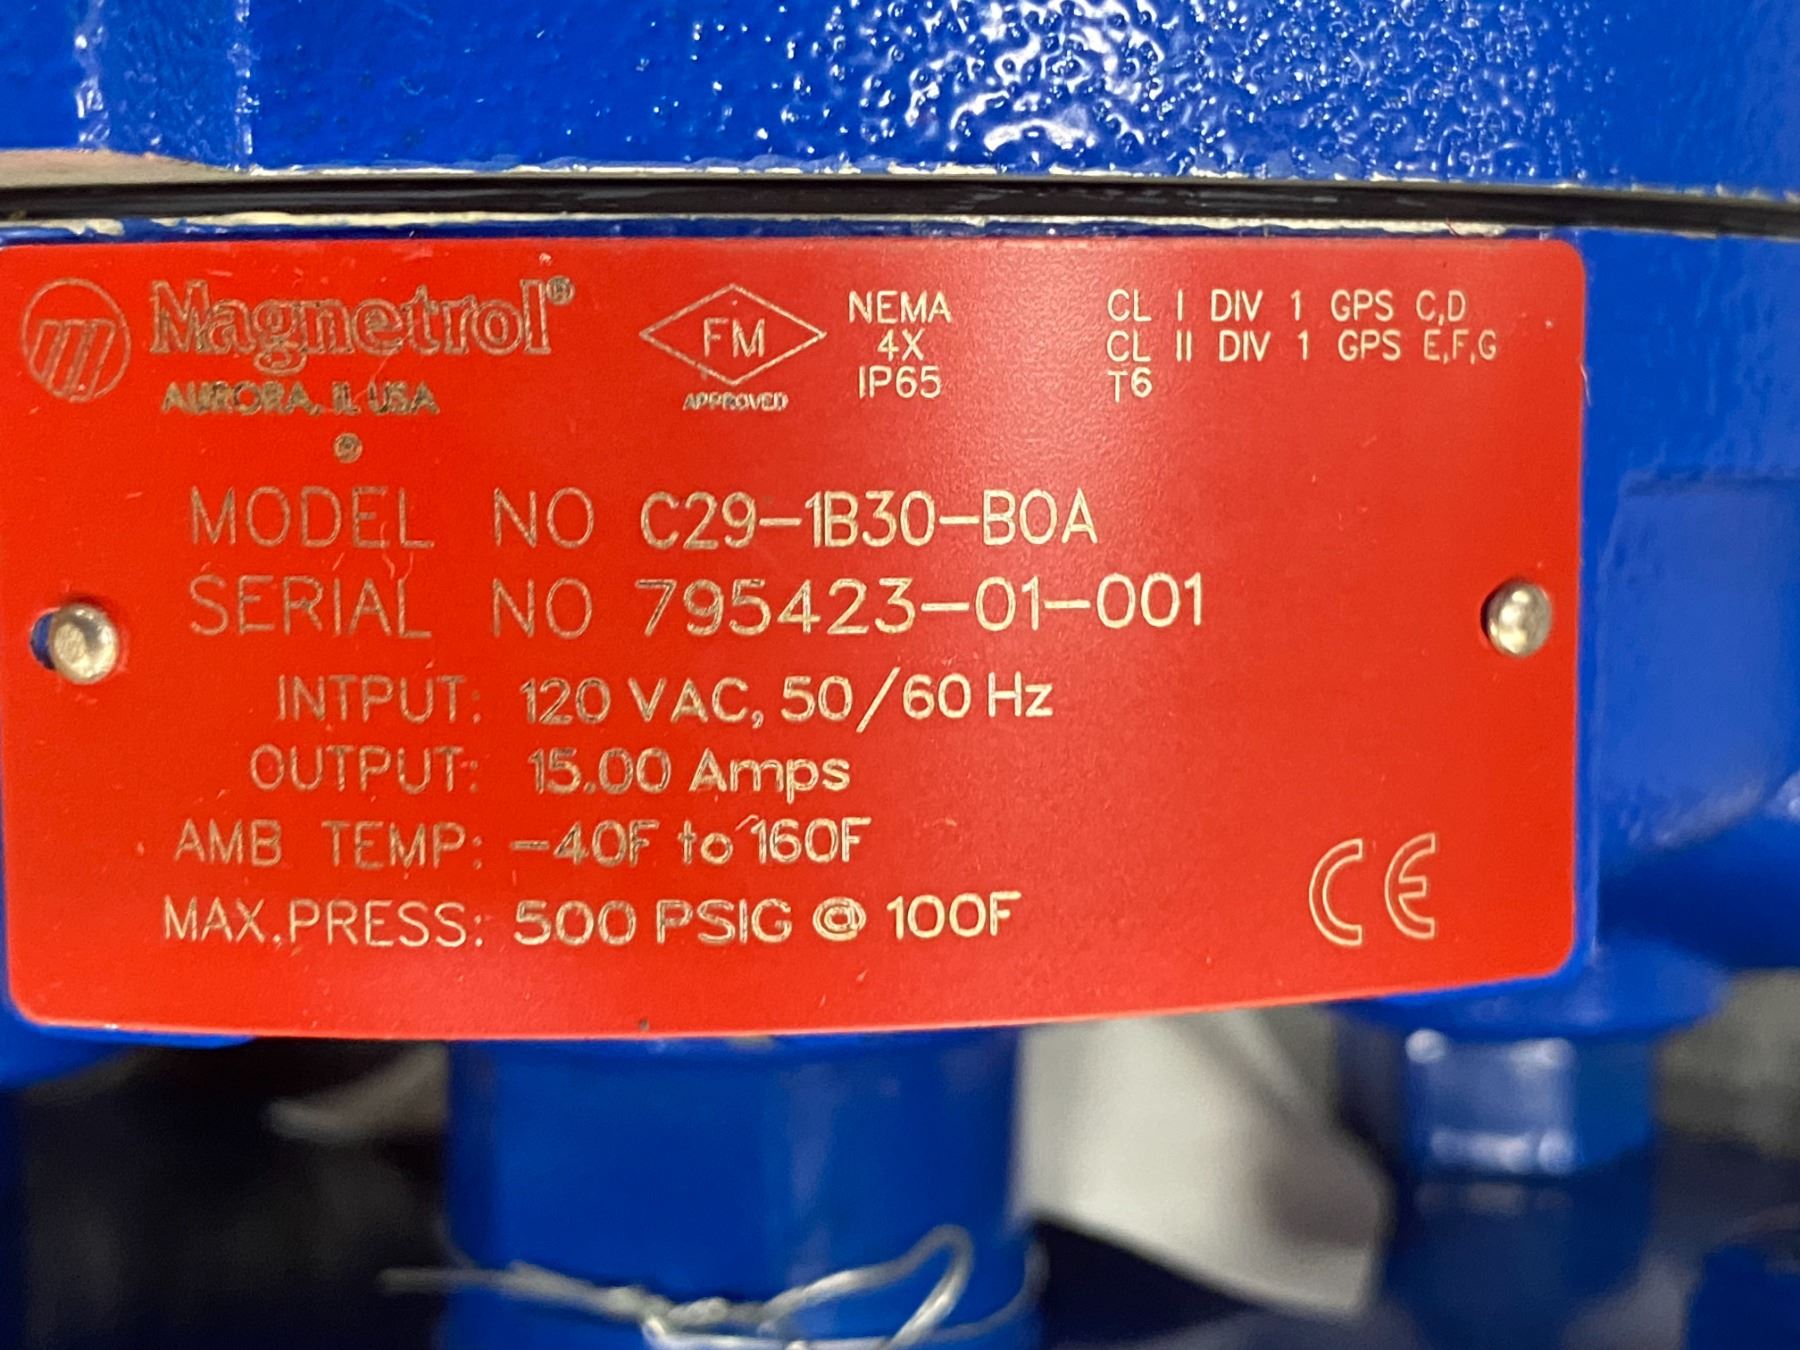 Magnetrol®
AURORA, IL USA
®
FM
APPROVED
NEMA
4X
IP65
CL I DIV 1 GPS C,D
CL II DIV 1 GPS E,F,G
T6
MODEL NO C29-1B30-B0A
SERIAL NO 795423-01-001
INTPUT: 120 VAC, 50/60 Hz
OUTPUT: 15.00 Amps
AMB TEMP: -40F to 160F
MAX.PRESS: 500 PSIG @ 100F
CE